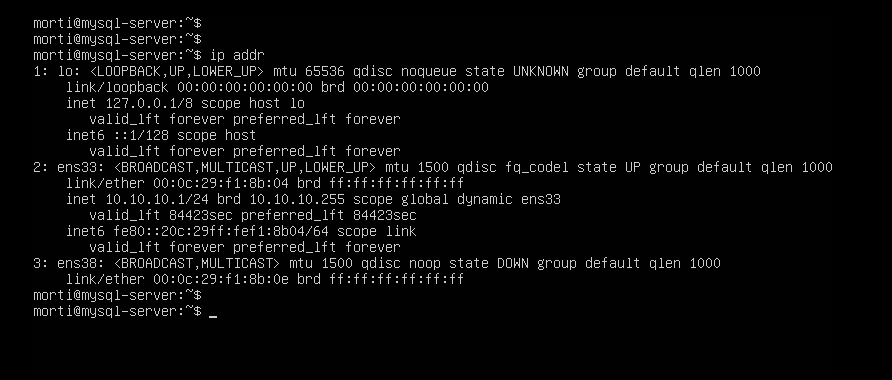 morti@mysql-server:~$
morti@mysql-server:~$
morti@mysql-server:~$ ip addr
1: lo: <LOOPBACK,UP,LOWER_UP> mtu 65536 qdisc noqueue state UNKNOWN group default qlen 1000
    link/loopback 00:00:00:00:00:00 brd 00:00:00:00:00:00
    inet 127.0.0.1/8 scope host lo
       valid_lft forever preferred_lft forever
    inet6 ::1/128 scope host
       valid_lft forever preferred_lft forever
2: ens33: <BROADCAST,MULTICAST,UP,LOWER_UP> mtu 1500 qdisc fq_codel state UP group default qlen 1000
    link/ether 00:0c:29:f1:8b:04 brd ff:ff:ff:ff:ff:ff
    inet 10.10.10.1/24 brd 10.10.10.255 scope global dynamic ens33
       valid_lft 84423sec preferred_lft 84423sec
    inet6 fe80::20c:29ff:fef1:8b04/64 scope link
       valid_lft forever preferred_lft forever
3: ens38: <BROADCAST,MULTICAST> mtu 1500 qdisc noop state DOWN group default qlen 1000
    link/ether 00:0c:29:f1:8b:0e brd ff:ff:ff:ff:ff:ff
morti@mysql-server:~$
morti@mysql-server:~$ _